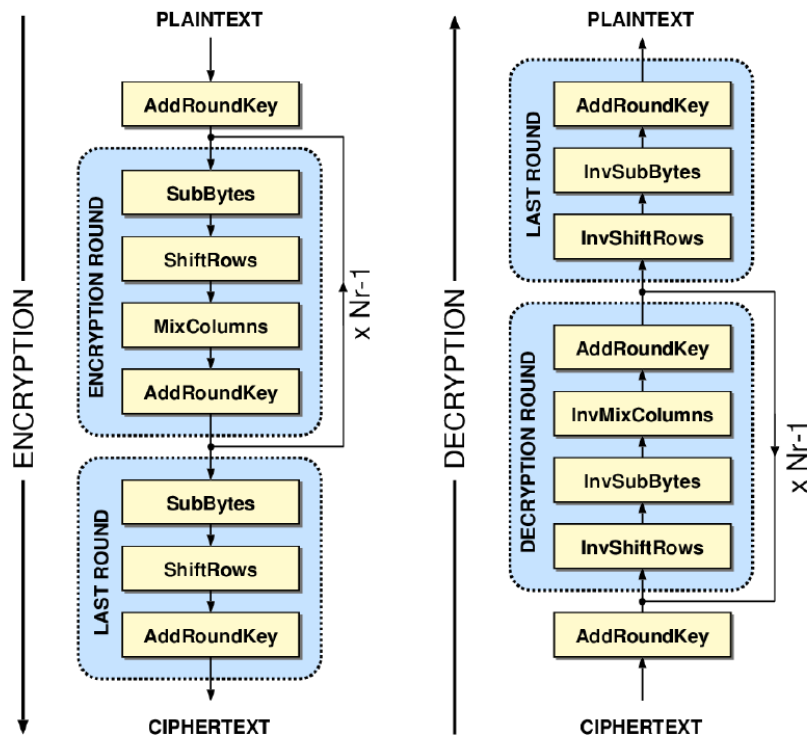 PLAINTEXT
AddRoundKey
SubBytes
ShiftRows
MixColumns
AddRoundKey
ENCRYPTION ROUND
x Nr-1
SubBytes
ShiftRows
AddRoundKey
LAST ROUND
CIPHERTEXT
ENCRYPTION
PLAINTEXT
AddRoundKey
InvSubBytes
InvShiftRows
LAST ROUND
AddRoundKey
InvMixColumns
InvSubBytes
InvShiftRows
DECRYPTION ROUND
x Nr-1
AddRoundKey
CIPHERTEXT
DECRYPTION